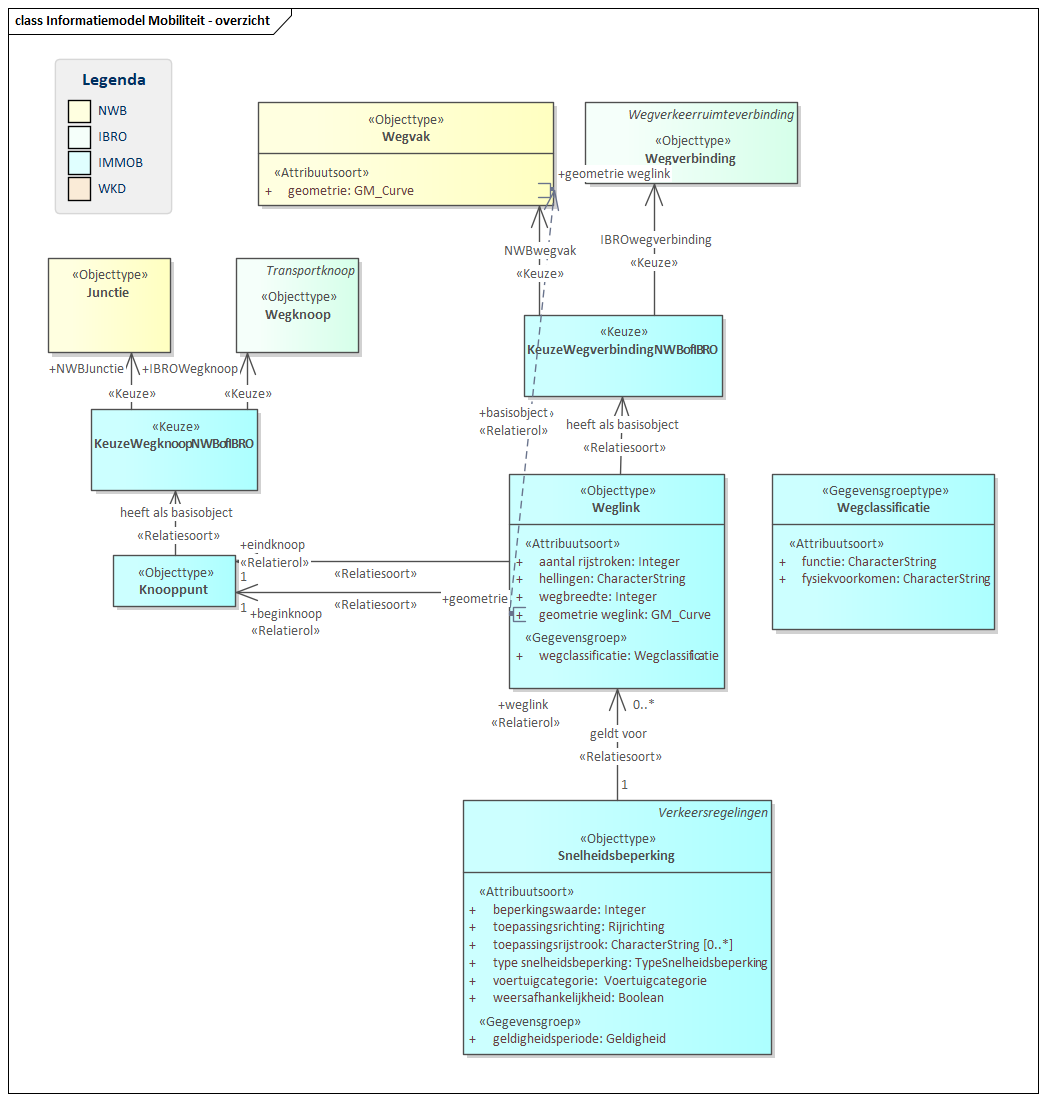 class Informatiemodel Mobiliteit - overzicht
Legenda
NWB
IBRO
IMMOB
WKD
«Objecttype»
Wegvak
«Attribuutsoort»
+ geometrie: GM_Curve
Wegverkeerruimteverbinding
«Objecttype»
Wegverbinding
+geometrie weglink
NWBwegvak
«Keuze»
IBROwegverbinding
«Keuze»
«Objecttype»
Junctie
Transportknoop
«Objecttype»
Wegknoop
«Keuze»
KeuzeWegverbindingNWBofIBRO
+NWBJunctie
+IBROWegknoop
«Keuze»
«Keuze»
«Keuze»
KeuzeWegknoopNWBofIBRO
+basisobject
«Relatierol»
heeft als basisobject
«Relatiesoort»
heeft als basisobject
«Relatiesoort»
«Objecttype»
Knooppunt
+eindknoop
«Relatierol»
1
«Relatiesoort»
«Relatiesoort»
1
+beginknoop
«Relatierol»
+geometrie
«Objecttype»
Weglink
«Attribuutsoort»
+ aantal rijstroken: Integer
+ hellingen: CharacterString
+ wegbreedte: Integer
+ geometrie weglink: GM_Curve
«Gegevensgroep»
+ wegclassificatie: Wegclassificatie
«Gegevensgroeptype»
Wegclassificatie
«Attribuutsoort»
+ functie: CharacterString
+ fysiekvoorkomen: CharacterString
+weglink
«Relatierol»
0..*
geldt voor
«Relatiesoort»
1
Verkeersregelingen
«Objecttype»
Snelheidsbeperking
«Attribuutsoort»
+ beperkingswaarde: Integer
+ toepassingsrichting: Rijrichting
+ toepassingsrijstrook: CharacterString [0..*]
+ type snelheidsbeperking: TypeSnelheidsbeperking
+ voertuigcategorie: Voertuigcategorie
+ weersafhankelijkheid: Boolean
«Gegevensgroep»
+ geldigheidsperiode: Geldigheid